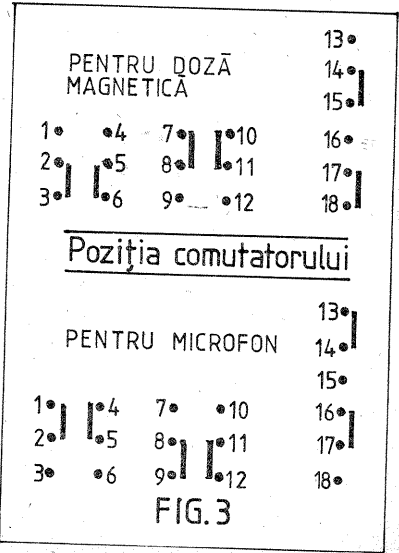 PENTRU DOZĂ
MAGNETICĂ
13
14
15
1 4 7 10 16
2 5 8 11 17
3 6 9 12 18
Poziția comutatorului
PENTRU MICROFON
13
14
15
1 4 7 10 16
2 5 8 11 17
3 6 9 12 18
FIG. 3